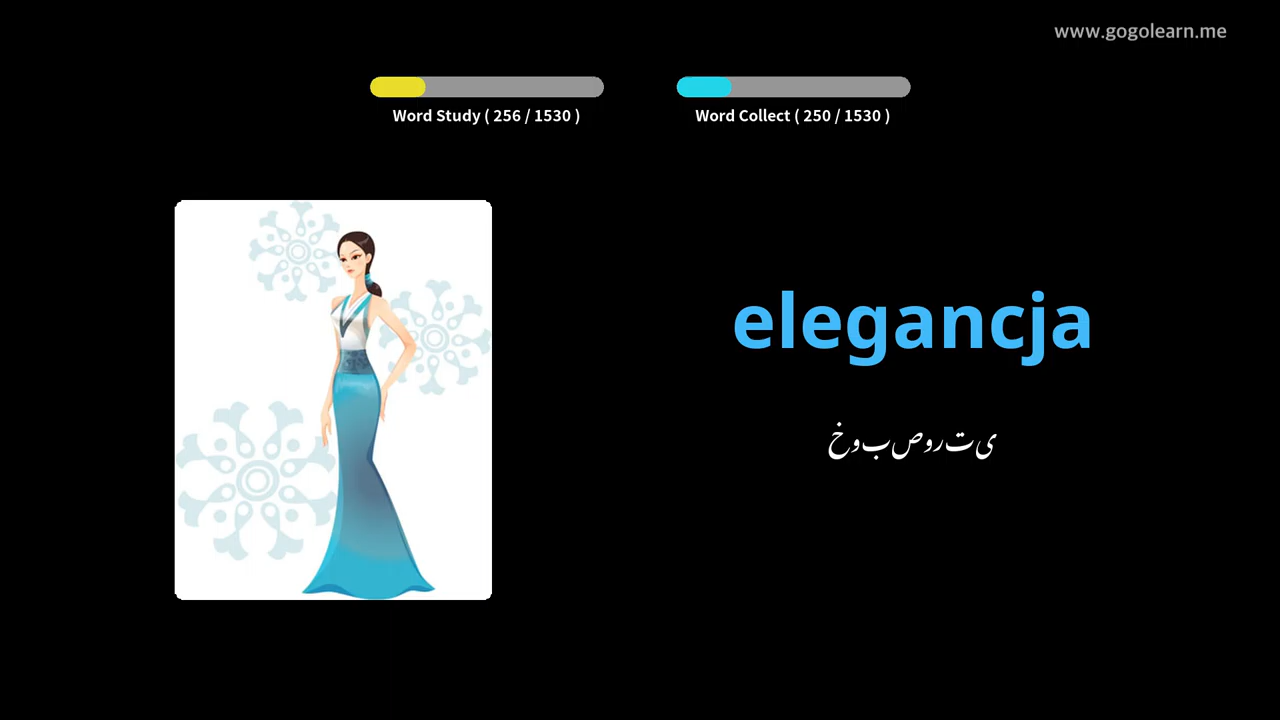 www.gogolearn.me
Word Study ( 256 / 1530 )
Word Collect ( 250 / 1530 )
elegancja
خوبصورتی